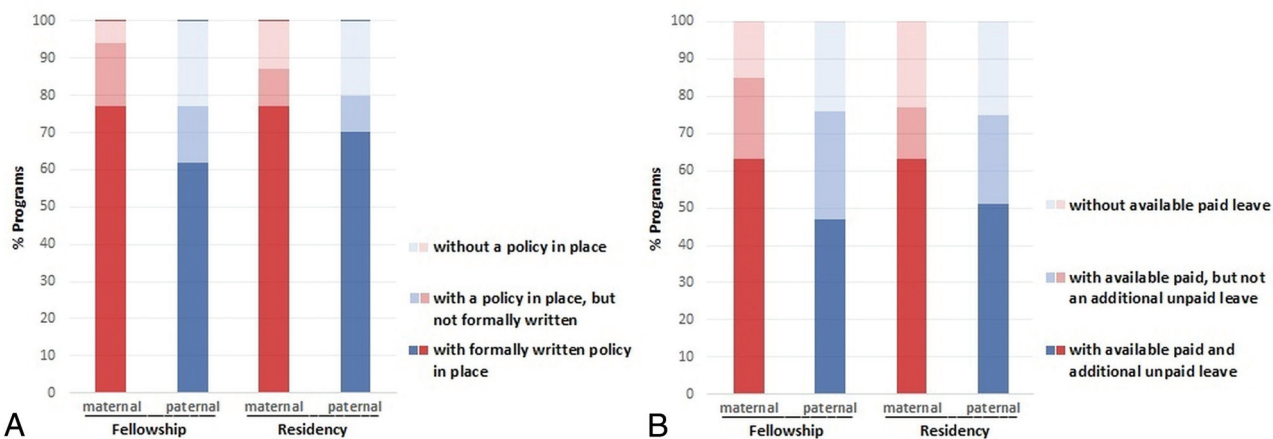 100
90
80
70
60
50
40
30
20
10
0
% Programs
maternal paternal maternal paternal
Fellowship Residency
without a policy in place
with a policy in place, but
not formally written
with formally written policy
in place
A
100
90
80
70
60
50
40
30
20
10
0
% Programs
maternal paternal maternal paternal
Fellowship Residency
without available paid leave
with available paid, but not
an additional unpaid leave
with available paid and
additional unpaid leave
B